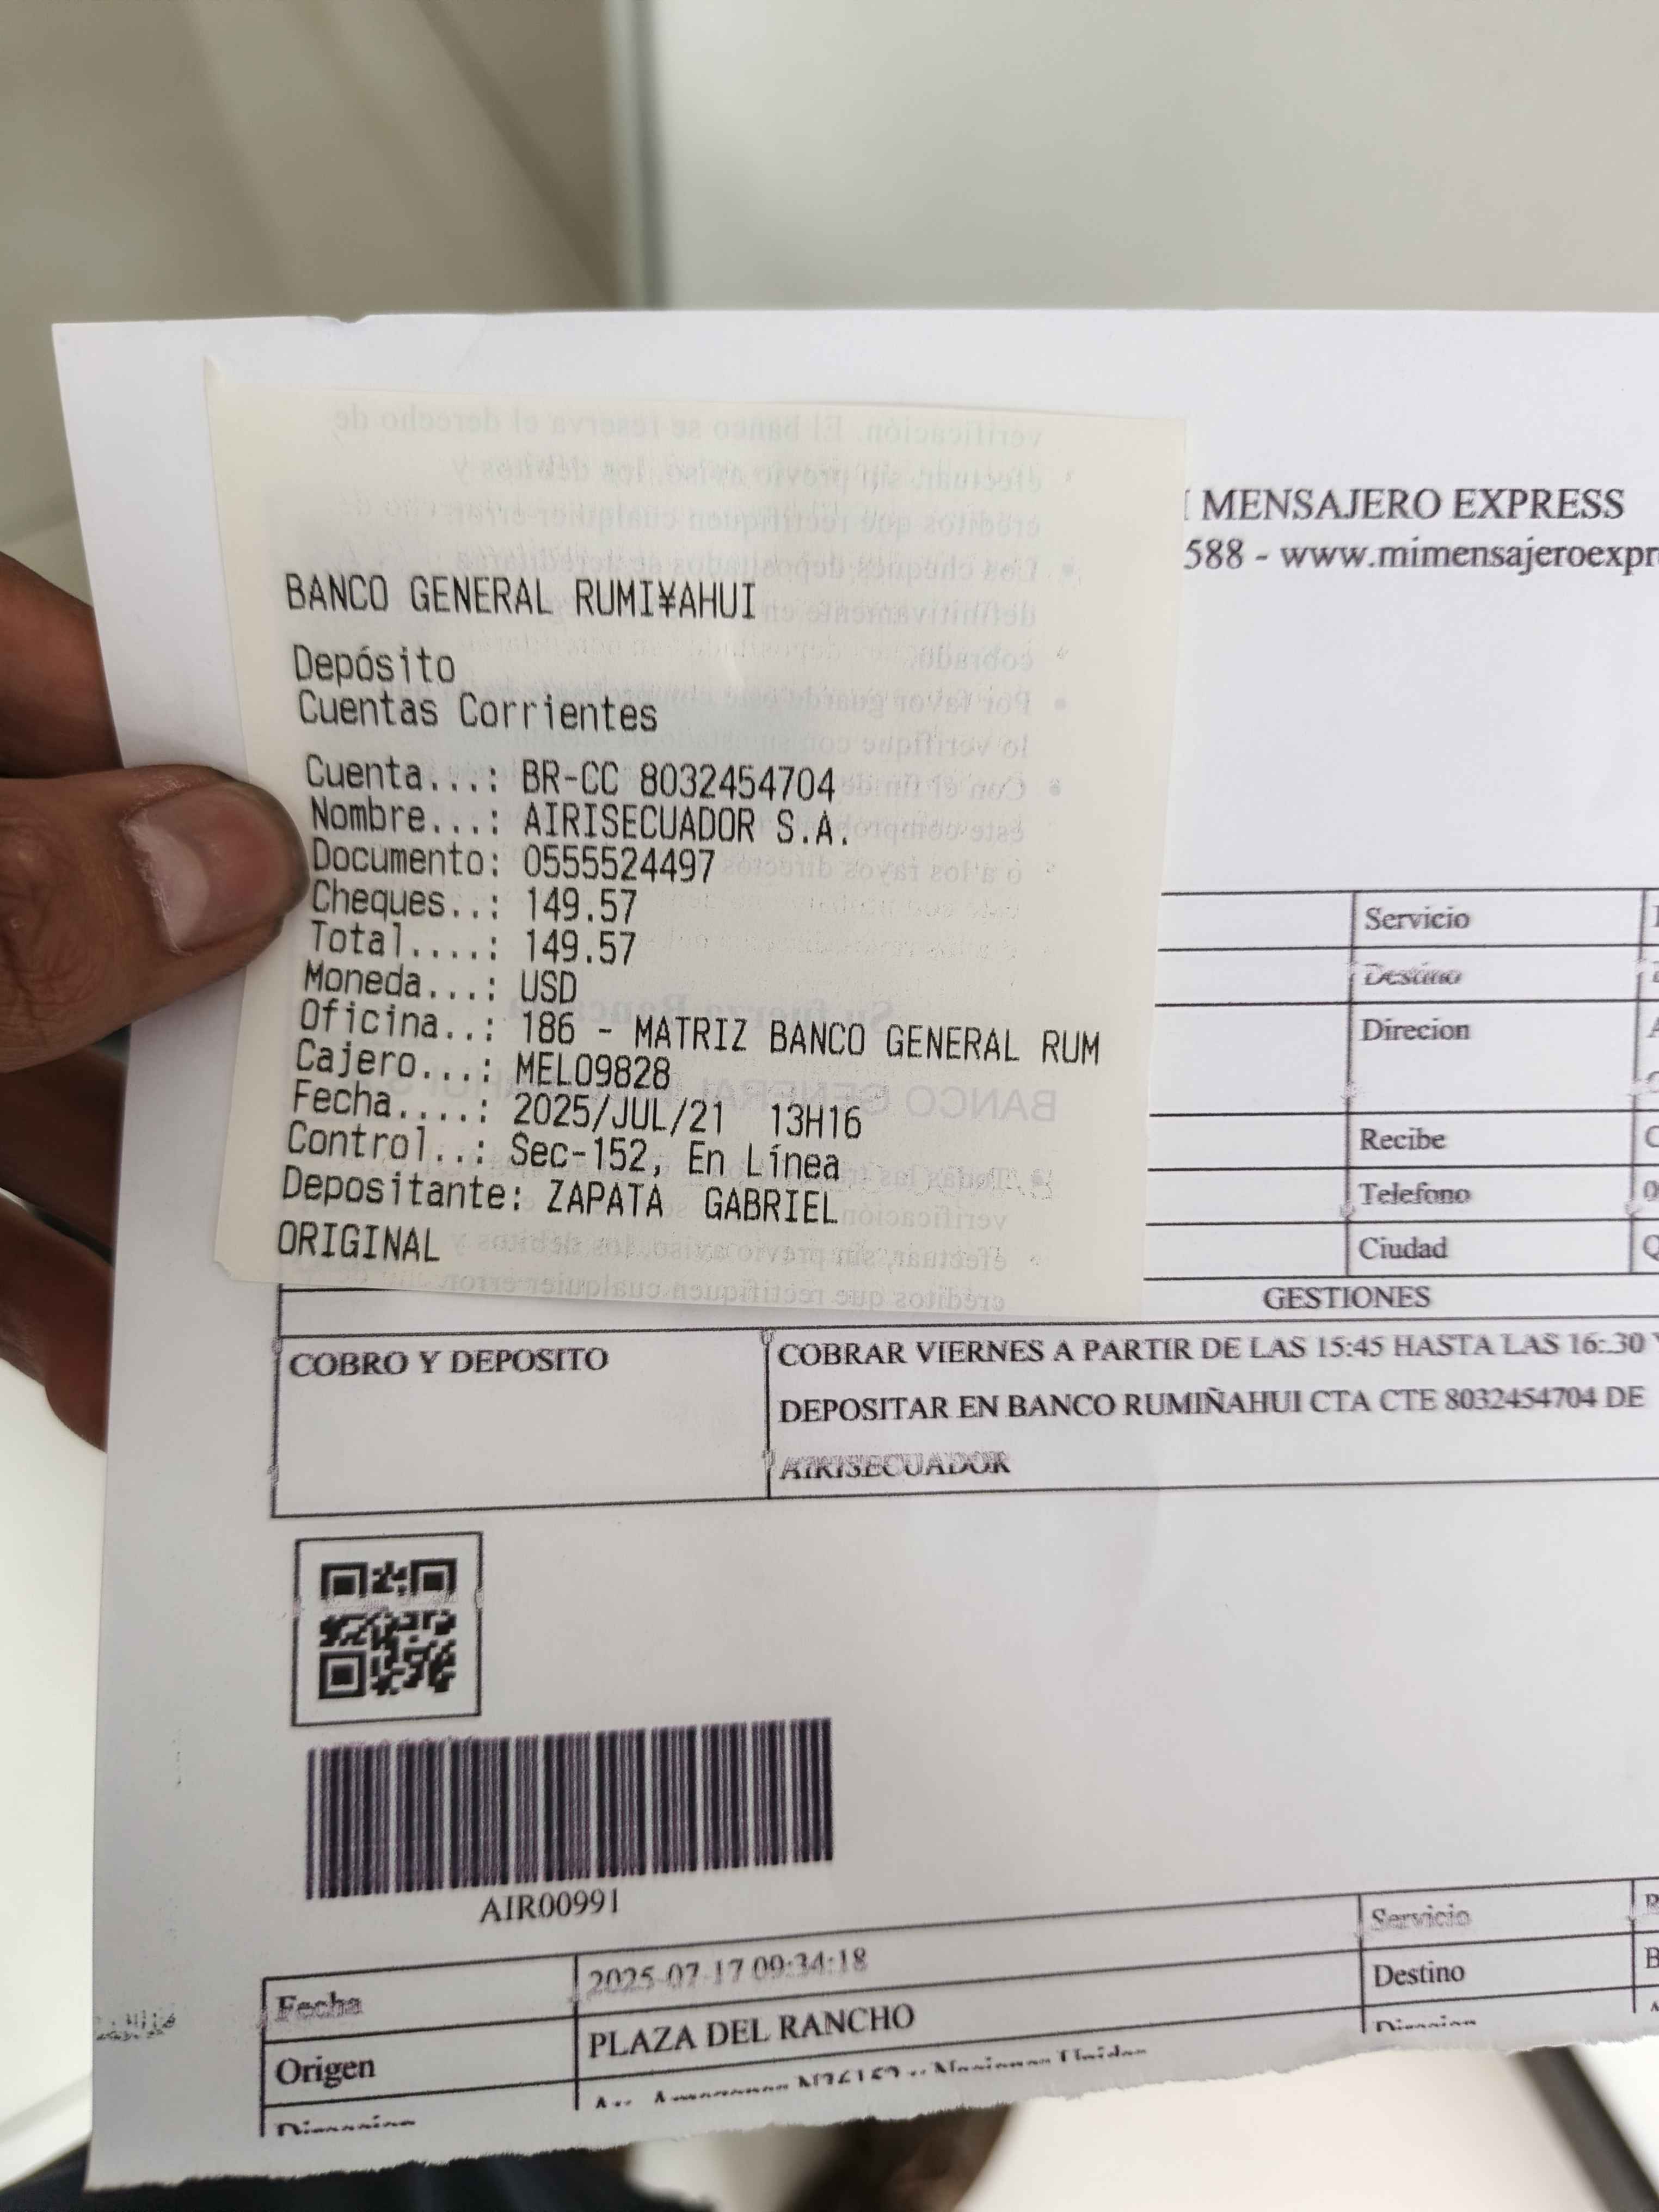 BANCO GENERAL RUMI¥AHUI
Depósito
Cuentas Corrientes
Cuenta...: BR-CC 8032454704
Nombre...: AIRISECUADOR S.A.
Documento: 0555524497
Cheques..: 149.57
Total....: 149.57
Moneda...: USD
Oficina..: 186 - MATRIZ BANCO GENERAL RUM
Cajero...: MEL09828
Fecha....: 2025/JUL/21 13H16
Control..: Sec-152, En Línea
Depositante: ZAPATA GABRIEL
ORIGINAL
MENSAJERO EXPRESS
588 - www.mimensajeroexpr
Servicio
Destino
Direcion
Recibe
Telefono
Ciudad
GESTIONES
COBRO Y DEPOSITO
COBRAR VIERNES A PARTIR DE LAS 15:45 HASTA LAS 16:30 Y
DEPOSITAR EN BANCO RUMIÑAHUI CTA CTE 8032454704 DE
AIRISECUADOR
AIR00991
Fecha 2025-07-17 09:34:18 Servicio
Origen PLAZA DEL RANCHO Destino
Direcion